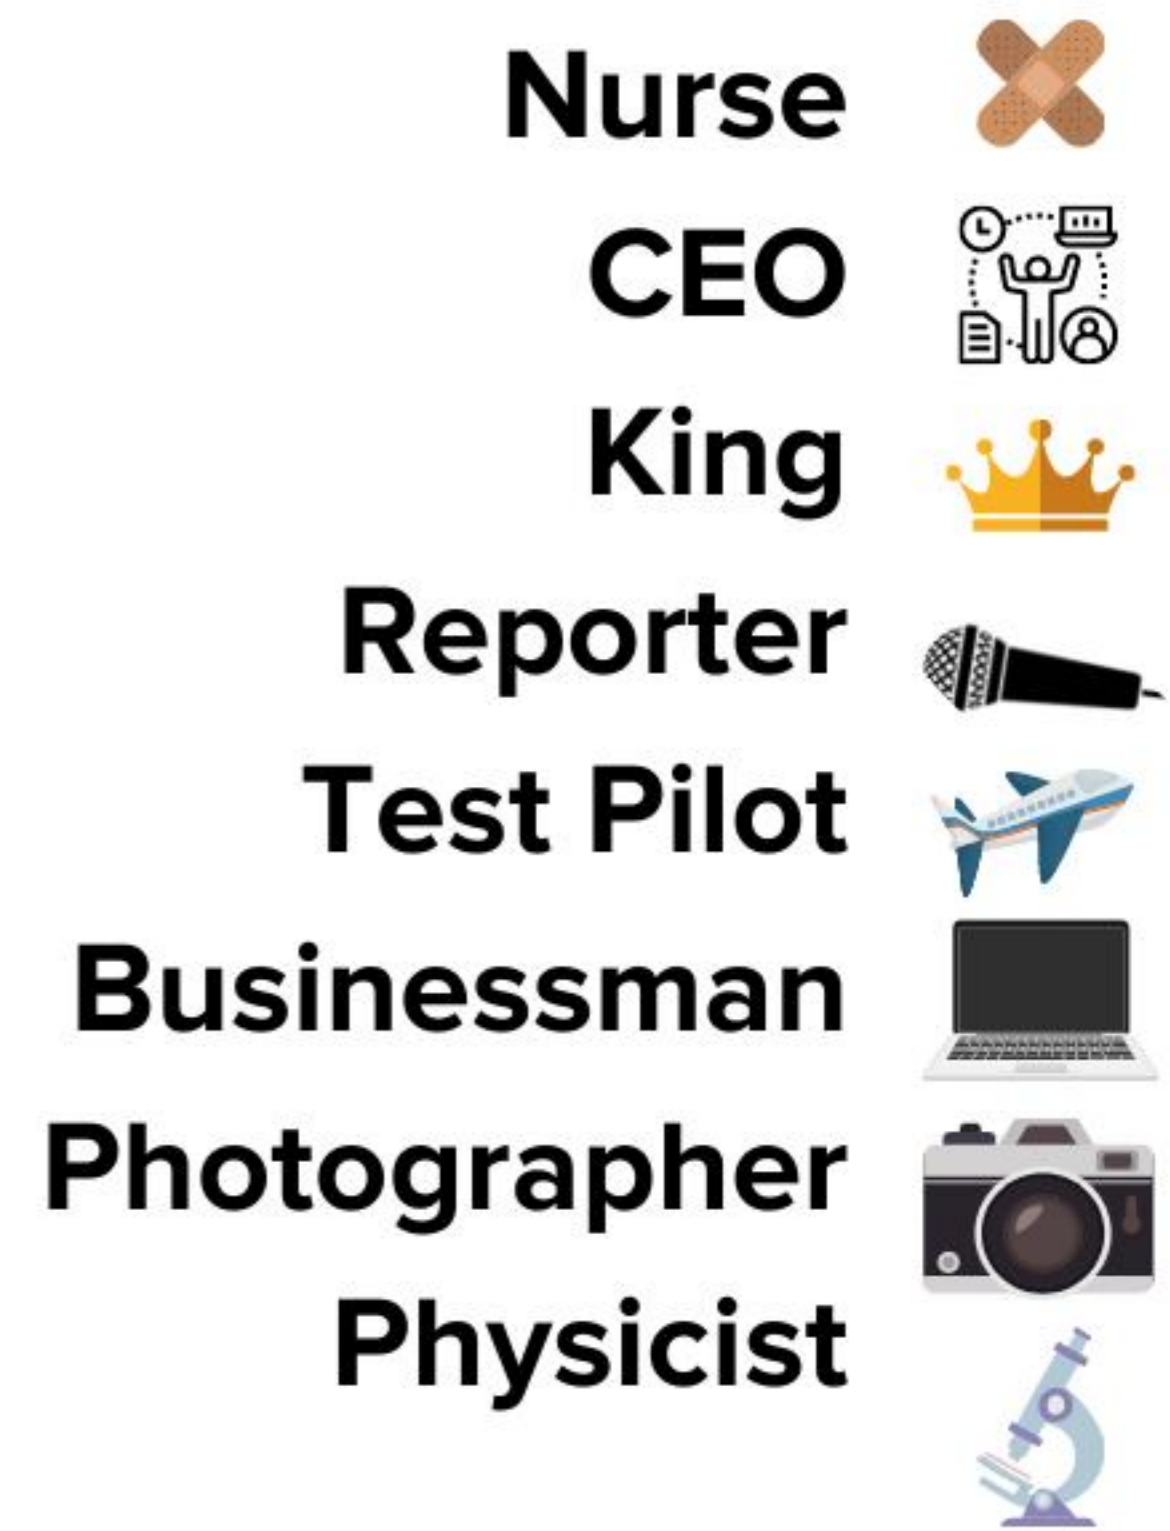 Nurse
CEO
King
Reporter
Test Pilot
Businessman
Photographer
Physicist